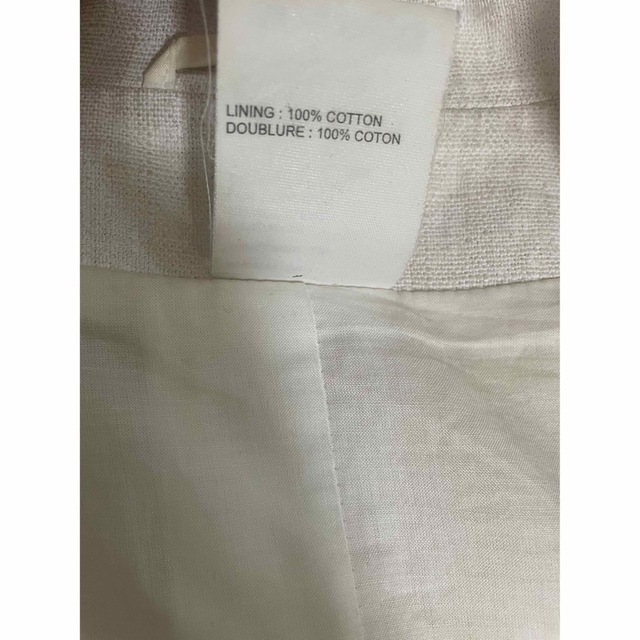 LINING : 100% COTTON
DOUBLURE : 100% COTON